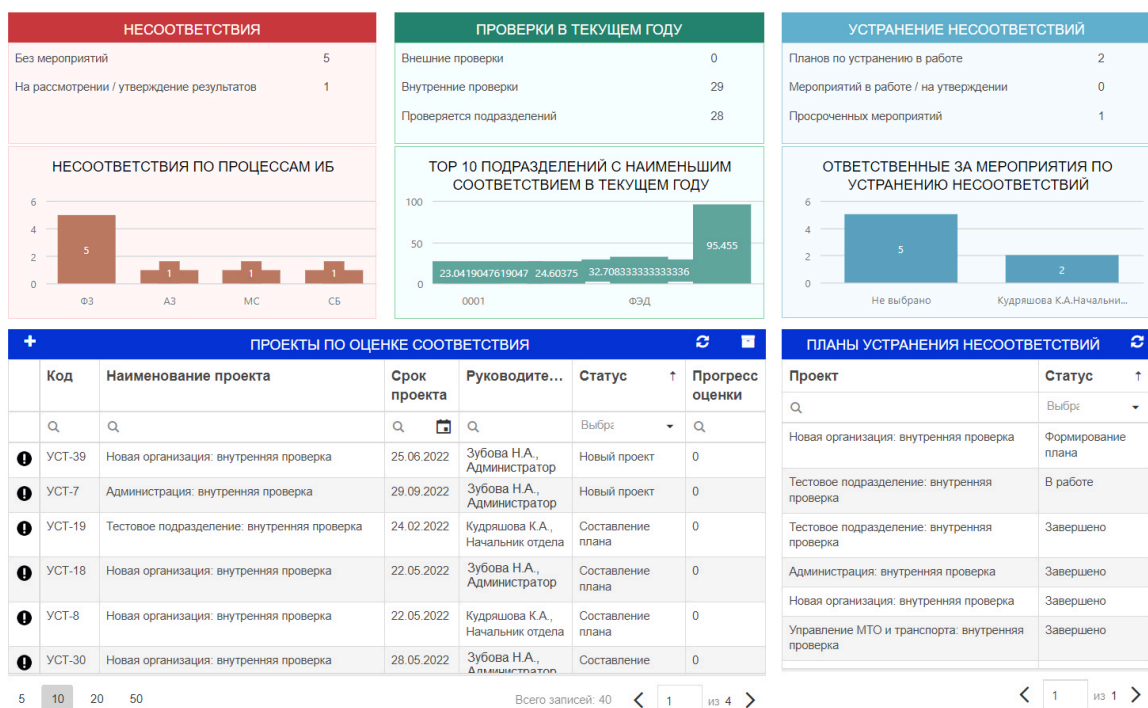 НЕСООТВЕТСТВИЯ
Без мероприятий 5
На рассмотрении / утверждение результатов 1
ПРОВЕРКИ В ТЕКУЩЕМ ГОДУ
Внешние проверки 0
Внутренние проверки 29
Проверяется подразделений 28
УСТРАНЕНИЕ НЕСООТВЕТСТВИЙ
Планов по устранению в работе 2
Мероприятий в работе / на утверждении 0
Просроченных мероприятий 1
НЕСООТВЕТСТВИЯ ПО ПРОЦЕССАМ ИБ
6
4
2
0
5 1 1 1
ФЗ АЗ МС СБ
TOP 10 ПОДРАЗДЕЛЕНИЙ С НАИМЕНЬШИМ
СООТВЕТСТВИЕМ В ТЕКУЩЕМ ГОДУ
100
50
0
23.0419047619047 24.60375 32.708333333333336 95.455
0001 ФЭД
ОТВЕТСТВЕННЫЕ ЗА МЕРОПРИЯТИЯ ПО
УСТРАНЕНИЮ НЕСООТВЕТСТВИЙ
6
4
2
0
5 2
Не выбрано Кудряшова К.А.Начальни...
ПРОЕКТЫ ПО ОЦЕНКЕ СООТВЕТСТВИЯ
Код Наименование проекта Срок Руководите... Статус Прогресс
проекта оценки
Выбра
УСТ-39 Новая организация: внутренняя проверка 25.06.2022 Зубова Н.А., Новый проект 0
Администратор
УСТ-7 Администрация: внутренняя проверка 29.09.2022 Зубова Н.А., Новый проект 0
Администратор
УСТ-19 Тестовое подразделение: внутренняя проверка 24.02.2022 Кудряшова К.А., Составление 0
Начальник отдела плана
УСТ-18 Новая организация: внутренняя проверка 22.05.2022 Зубова Н.А., Составление 0
Администратор плана
УСТ-8 Новая организация: внутренняя проверка 22.05.2022 Кудряшова К.А., Составление 0
Начальник отдела плана
УСТ-30 Новая организация: внутренняя проверка 28.05.2022 Зубова Н.А., Составление 0
Администратор
5 10 20 50 Всего записей: 40 1 из 4
ПЛАНЫ УСТРАНЕНИЯ НЕСООТВЕТСТВИЙ
Проект Статус
Выбра
Новая организация: внутренняя проверка Формирование
плана
Тестовое подразделение: внутренняя В работе
проверка
Тестовое подразделение: внутренняя Завершено
проверка
Администрация: внутренняя проверка Завершено
Новая организация: внутренняя проверка Завершено
Управление МТО и транспорта: внутренняя Завершено
проверка
1 из 1